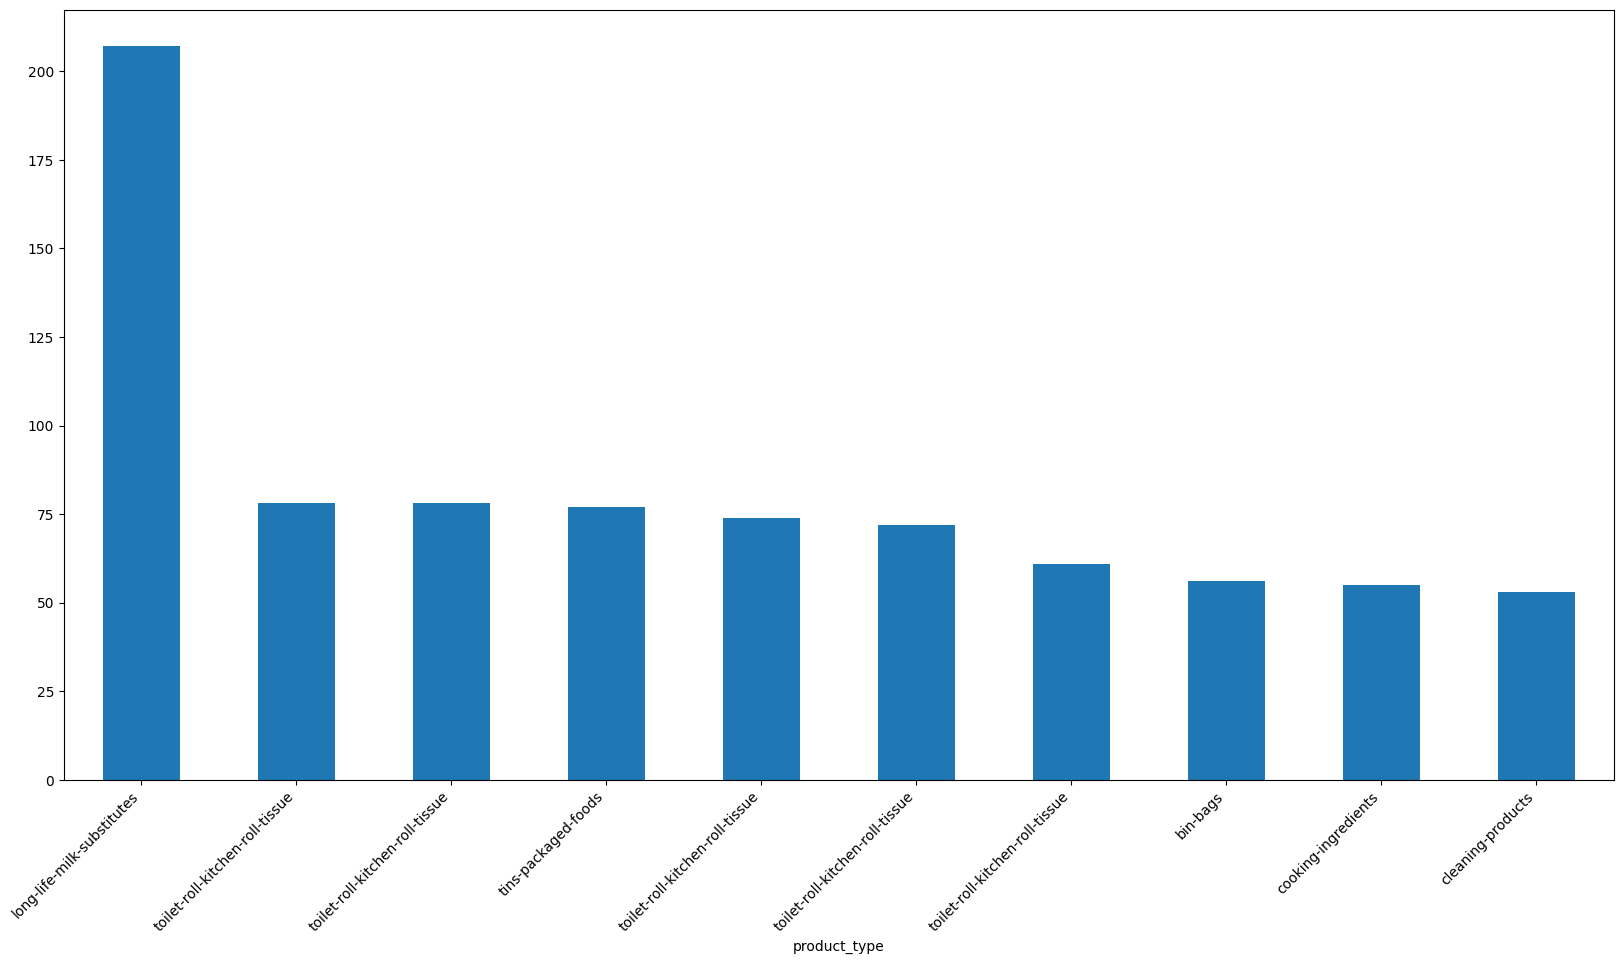 200
175
150
125
100
75
50
25
0
long-life-milk-substitutes
toilet-roll-kitchen-roll-tissue
toilet-roll-kitchen-roll-tissue
tins-packaged-foods
toilet-roll-kitchen-roll-tissue
toilet-roll-kitchen-roll-tissue
toilet-roll-kitchen-roll-tissue
bin-bags
cooking-ingredients
cleaning-products
product_type